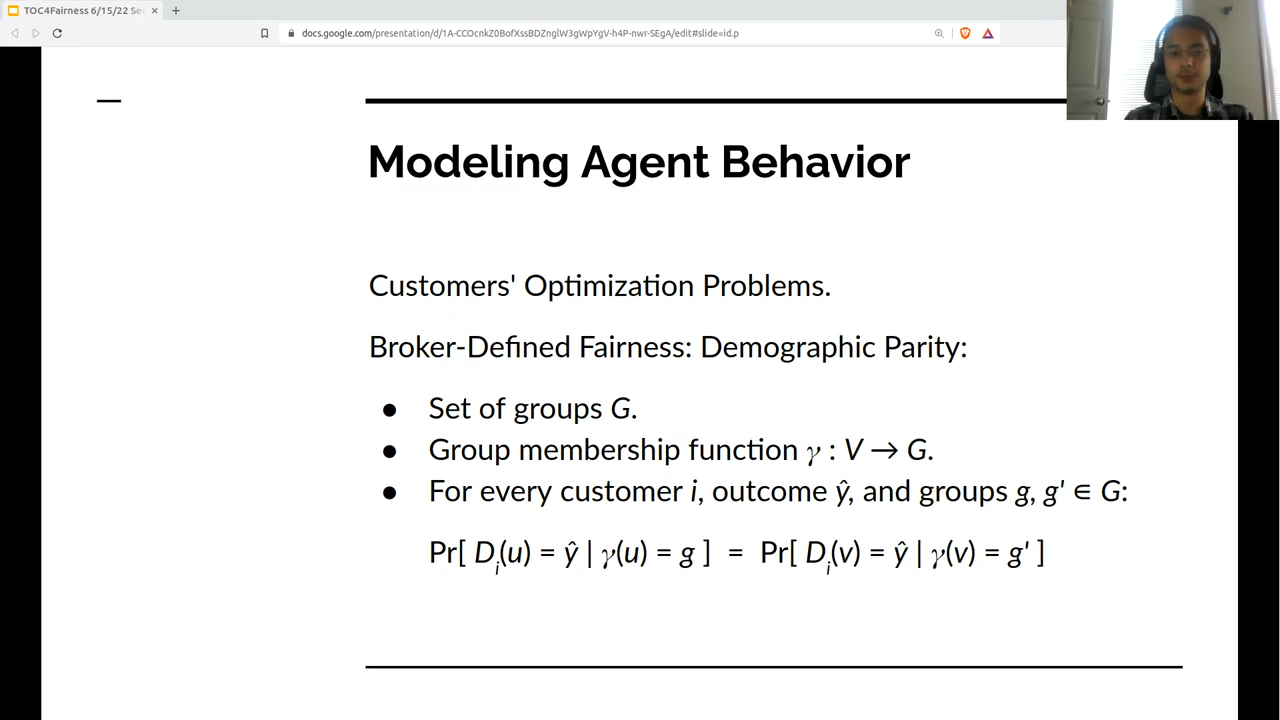 TOC4Fairness 6/15/22 Se
docs.google.com/presentation/d/1A-CCOcnkZ0BofXssBDZnglW3gWpYgV-h4P-nwr-SEgA/edit#slide=id.p
Modeling Agent Behavior
Customers' Optimization Problems.
Broker-Defined Fairness: Demographic Parity:
● Set of groups G.
● Group membership function γ : V → G.
● For every customer i, outcome ŷ, and groups g, g' ∈ G:
Pr[ Dᵢ(u) = ŷ | γ(u) = g ] = Pr[ Dᵢ(v) = ŷ | γ(v) = g' ]